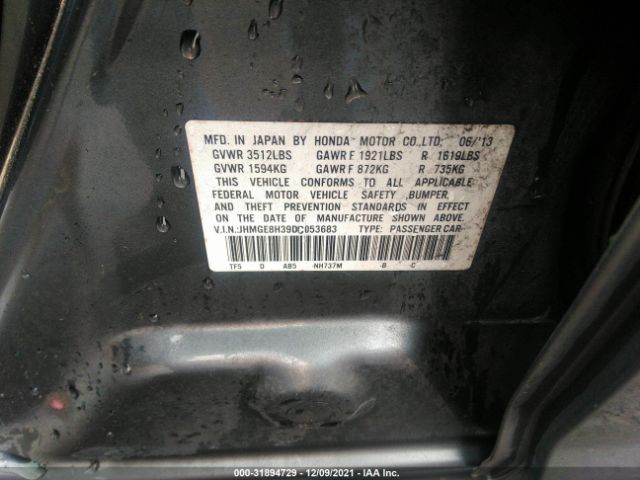 MFD. IN JAPAN BY HONDA MOTOR CO.,LTD. 06/'13
GVWR 3512LBS GAWR F 1921LBS R 1619LBS
GVWR 1594KG GAWR F 872KG R 735KG
THIS VEHICLE CONFORMS TO ALL APPLICABLE
FEDERAL MOTOR VEHICLE SAFETY ,BUMPER,
AND THEFT PREVENTION STANDARDS IN EFFECT
ON THE DATE OF MANUFACTURE SHOWN ABOVE.
V.I.N.:JHMGE8H39DC053683 TYPE: PASSENGER CAR
TF5 D AB5 -NH737M -B -C
000-31894729 - 12/09/2021 - IAA Inc.